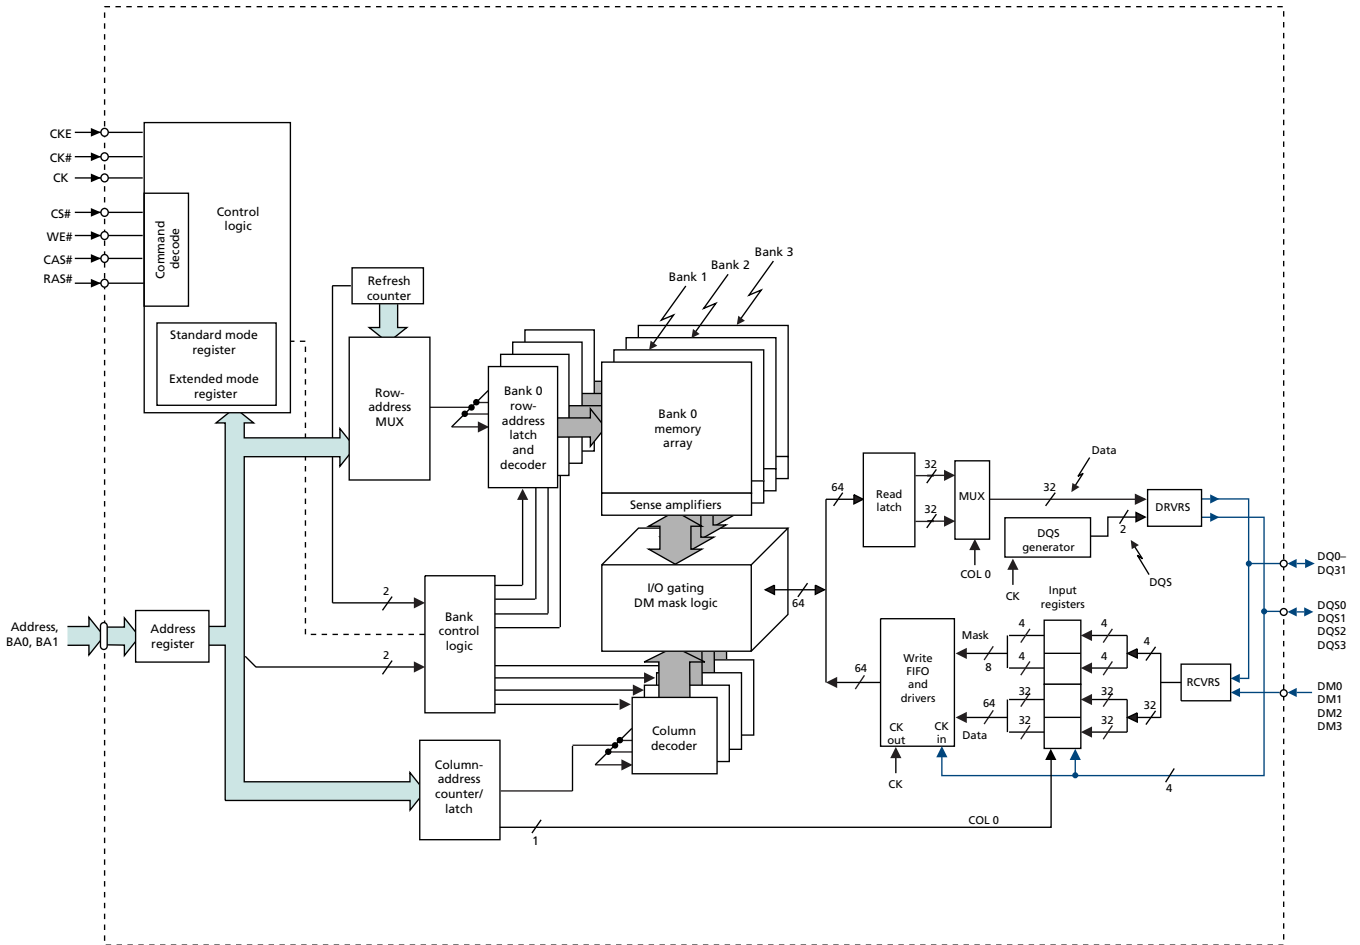 CKE
CK#
CK
CS#
WE#
CAS#
RAS#
Command
decode
Control
logic
Standard mode
register
Extended mode
register
Refresh
counter
Row-
address
MUX
Bank 0
row-
address
latch
and
decoder
Bank 1
Bank 2
Bank 3
Bank 0
memory
array
Sense amplifiers
I/O gating
DM mask logic
64
Address,
BA0, BA1
Address
register
2
2
Bank
control
logic
Column
decoder
Column-
address
counter/
latch
1
COL 0
64
Read
latch
32
32
MUX
COL 0
32
Data
DQS
generator
CK
2
DQS
DRVRS
DQ0–
DQ31
DQS0
DQS1
DQS2
DQS3
DM0
DM1
DM2
DM3
RCVRS
Input
registers
4
4
4
4
4
32
32
32
32
32
Mask
8
64
Data
64
Write
FIFO
and
drivers
CK
out
CK
in
CK
4